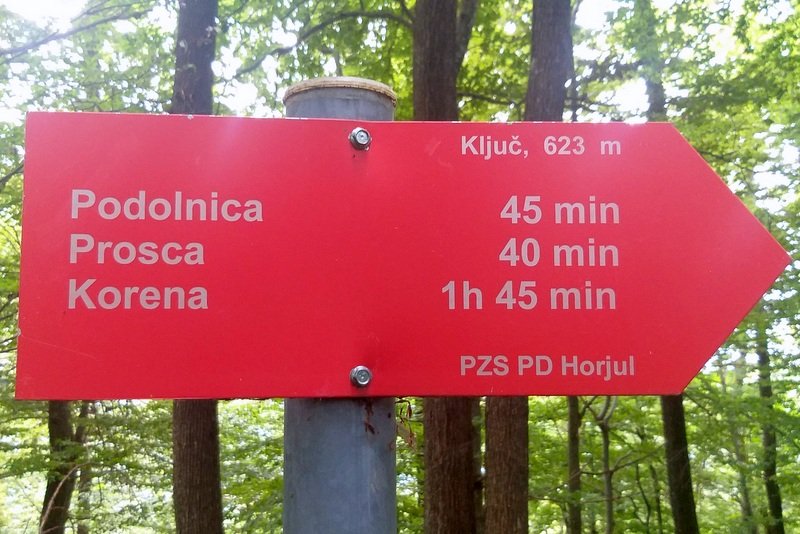 Ključ, 623 m
Podolnica 45 min
Prosca 40 min
Korena 1h 45 min
PZS PD Horjul